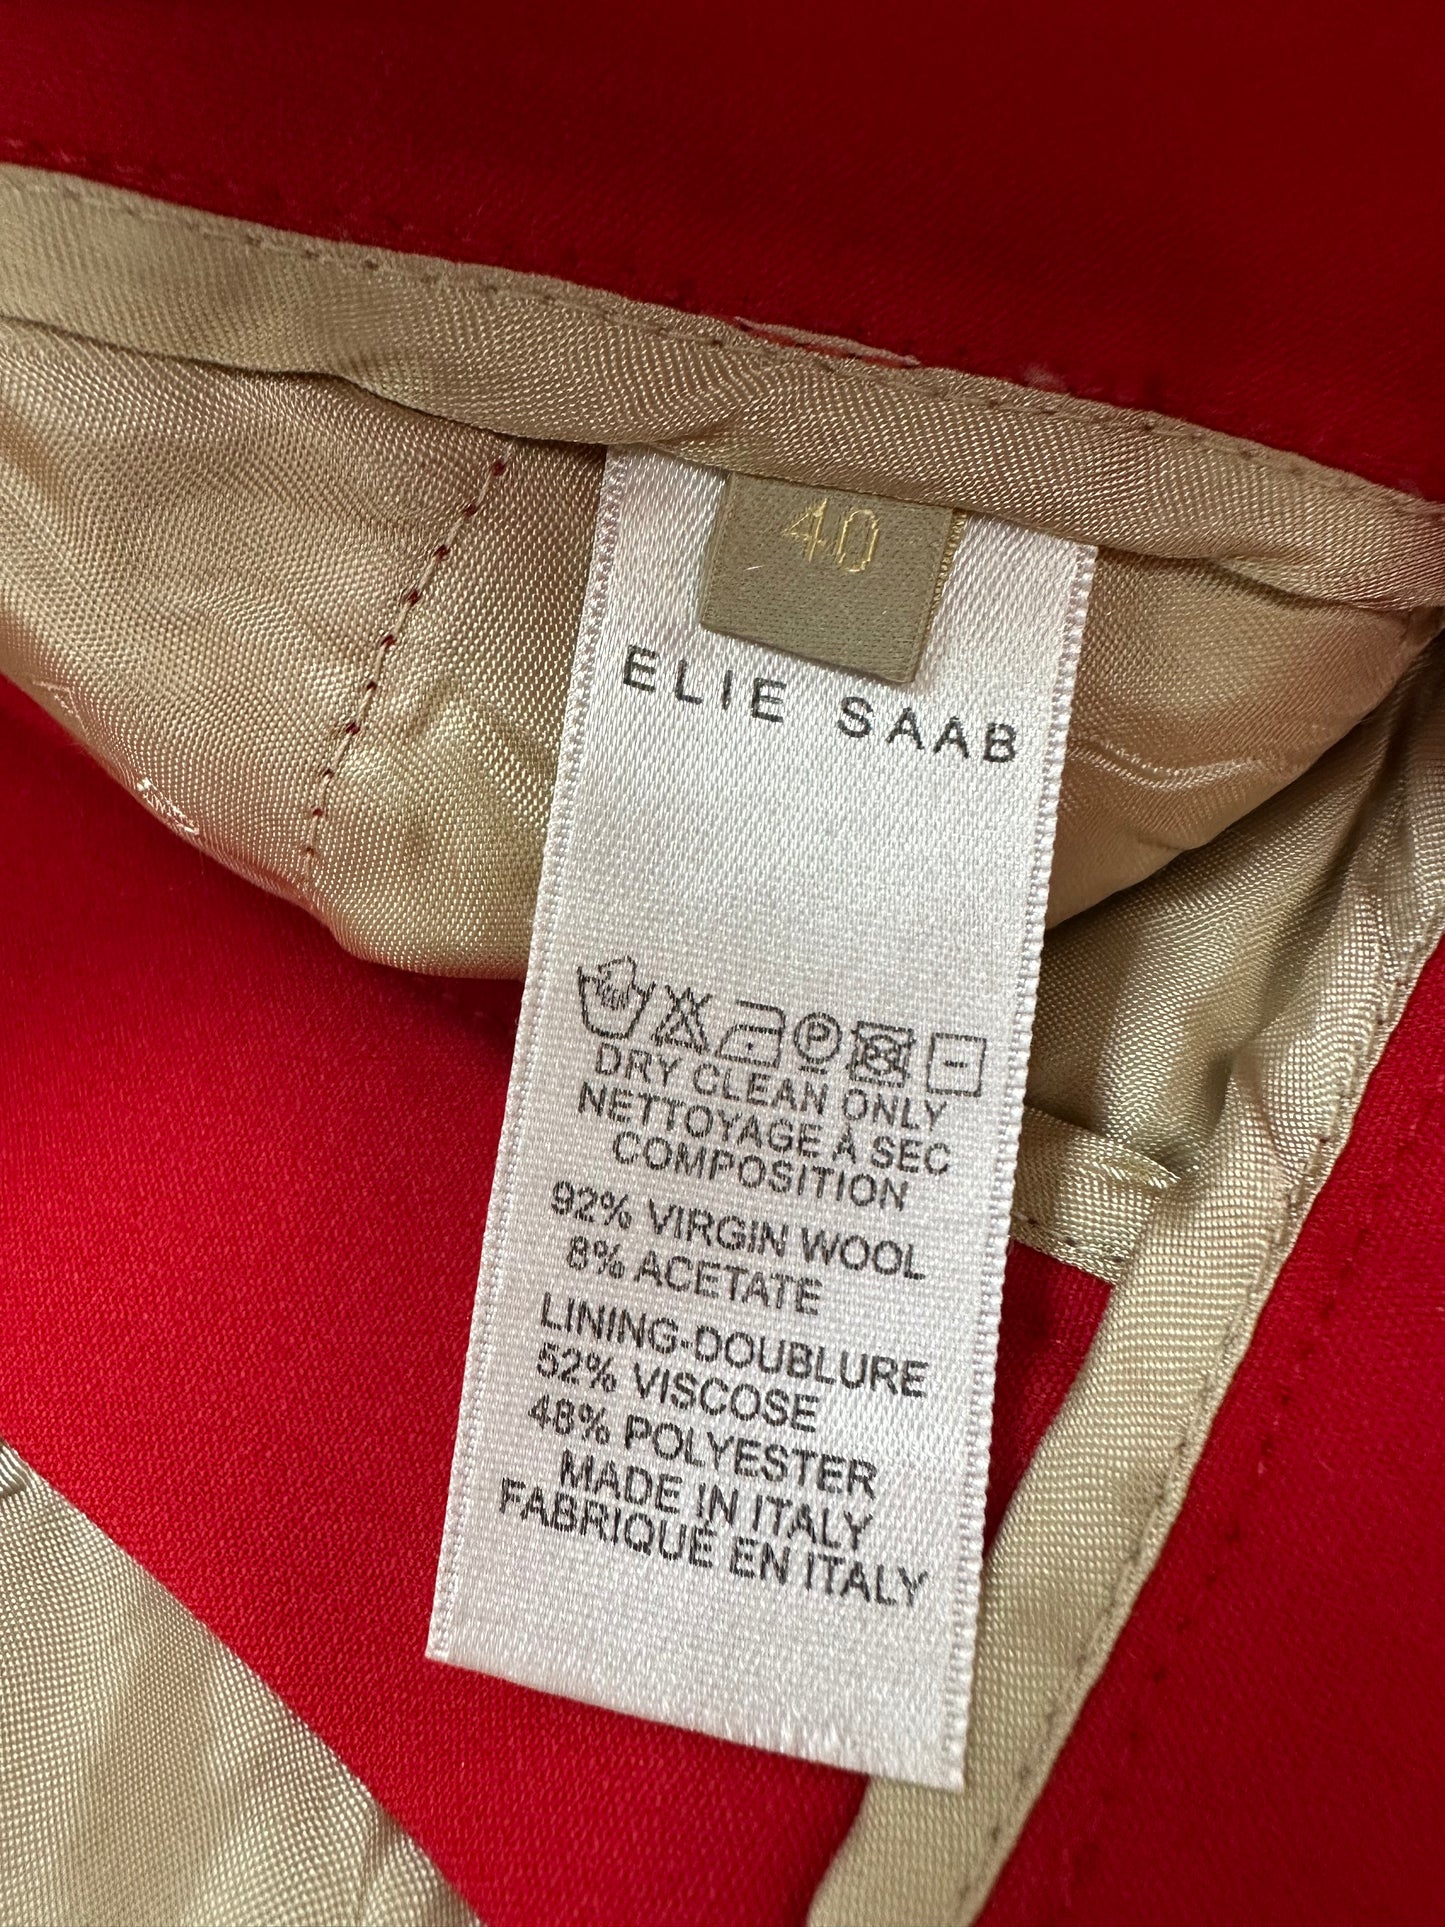 40
ELIE SAAB
P
DRY CLEAN ONLY
NETTOYAGE À SEC
COMPOSITION
92% VIRGIN WOOL
8% ACETATE
LINING-DOUBLURE
52% VISCOSE
48% POLYESTER
MADE IN ITALY
FABRIQUÉ EN ITALY